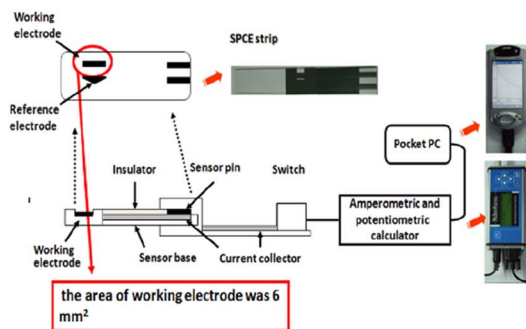 Working
electrode
SPCE strip
Reference
electrode
Pocket PC
Insulator
Sensor pin
Switch
Amperometric and
potentiometric
calculator
Working
electrode
Sensor base
Current collector
the area of working electrode was 6
mm²